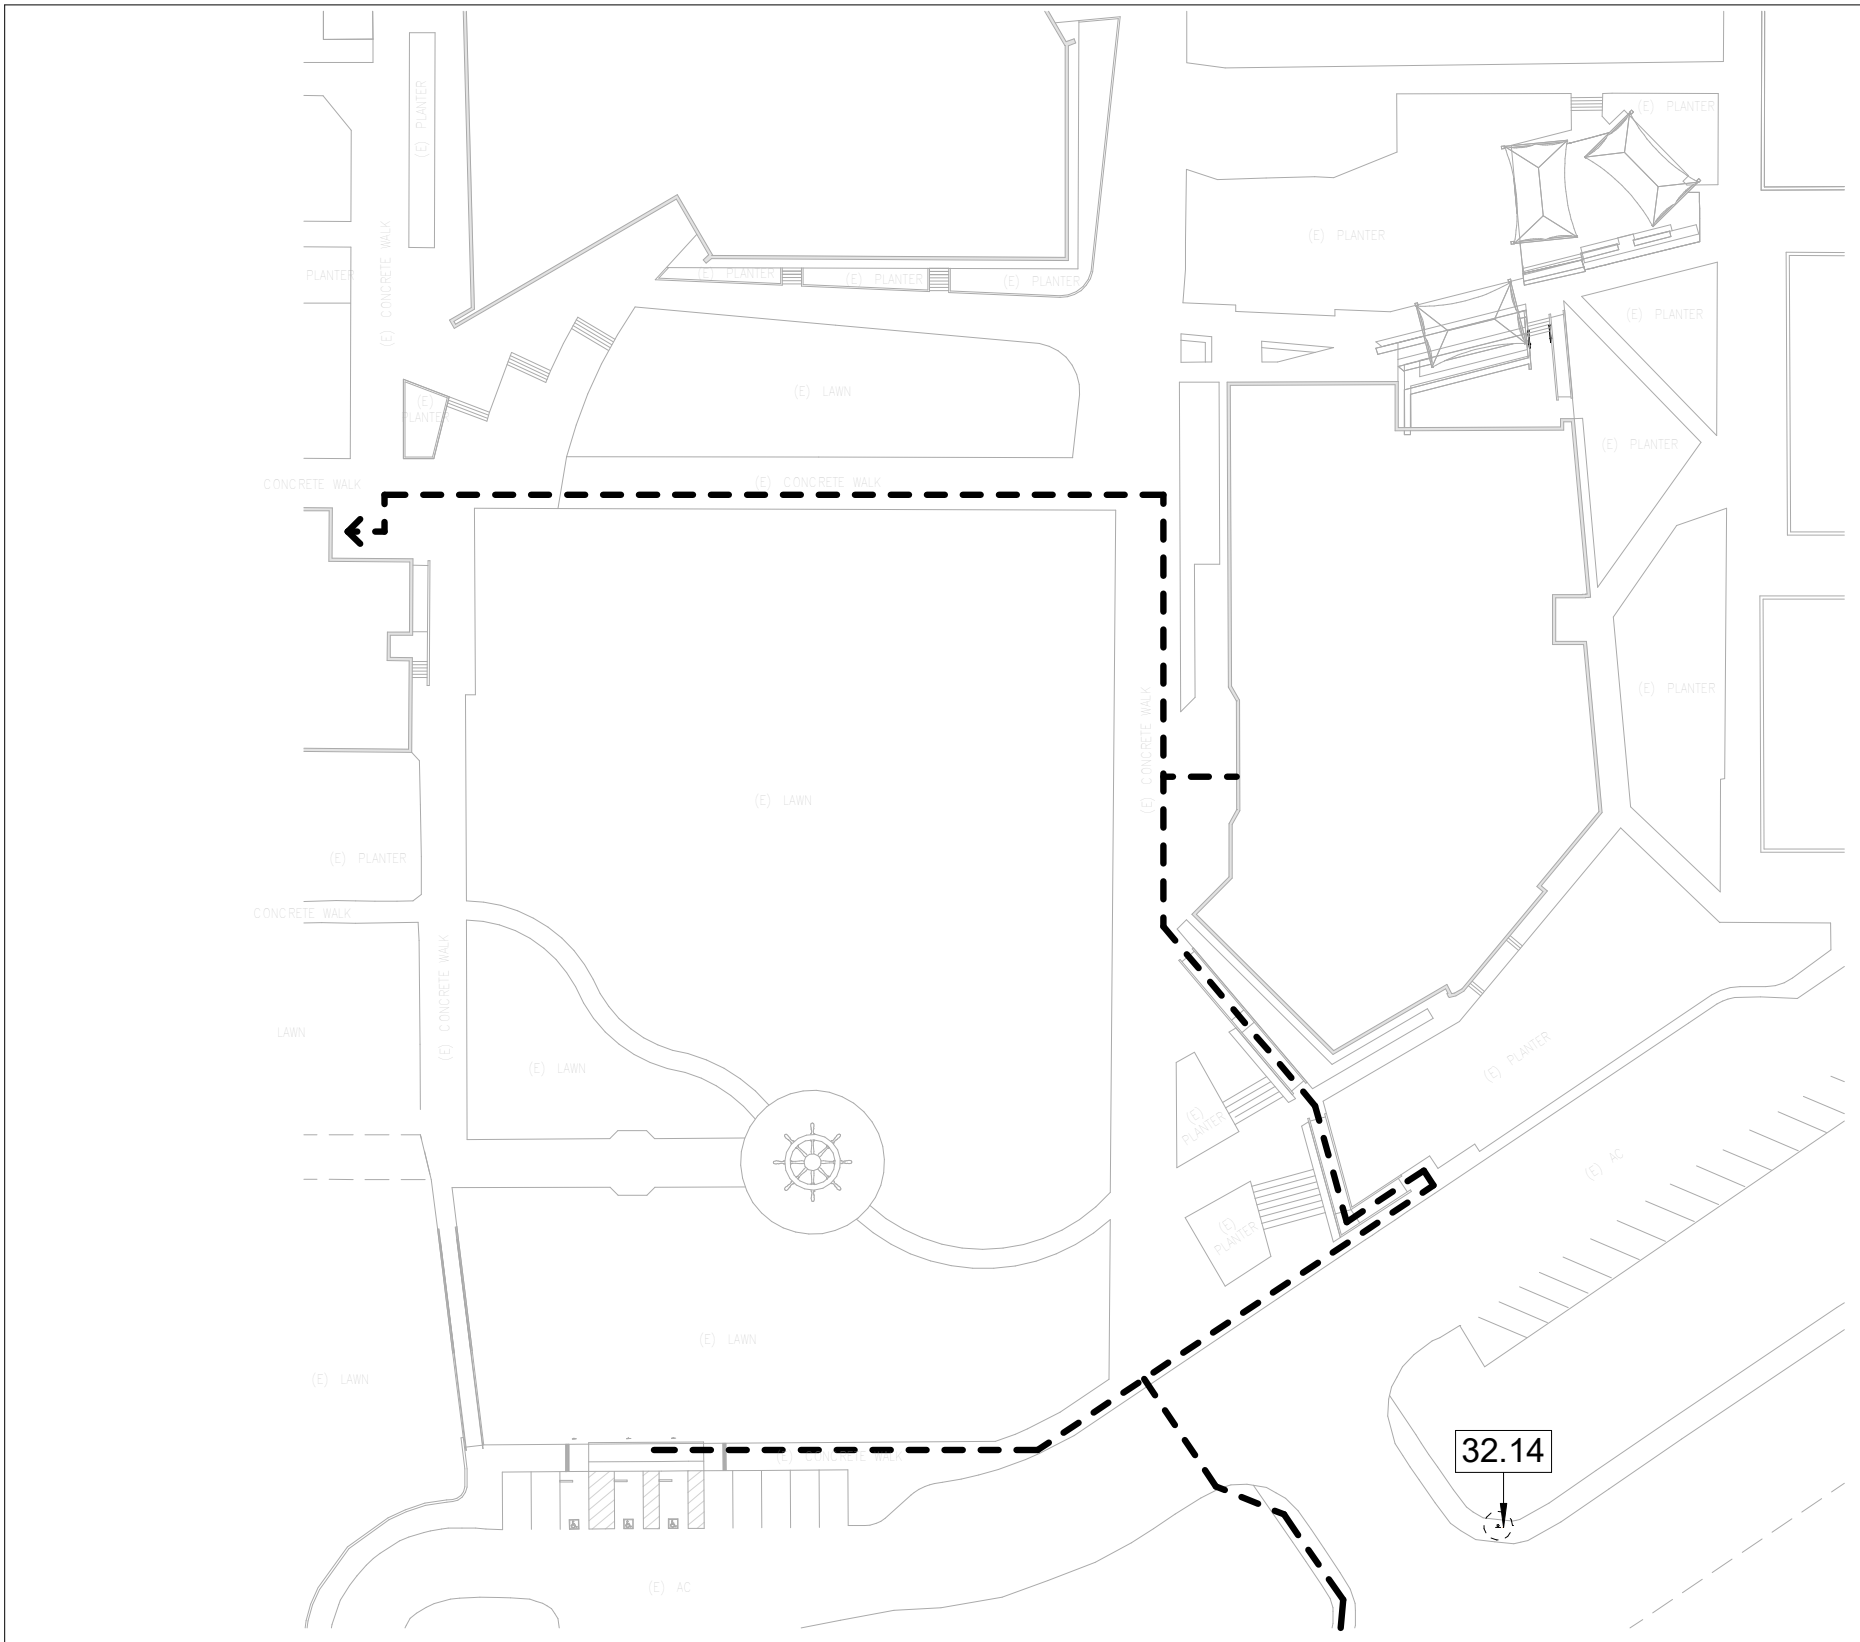 (E) PLANTER
(E) PLANTER
(E) CONCRETE WALK
(E) PLANTER
PLANTER
(E) PLANTER
(E) PLANTER
(E) PLANTER
(E) PLANTER
(E) LAWN
(E)
PLANTER
(E) PLANTER
CONCRETE WALK
(E) CONCRETE WALK
(E) PLANTER
(E) CONCRETE WALK
(E) LAWN
(E) PLANTER
CONCRETE WALK
(E) CONCRETE WALK
LAWN
(E) LAWN
(E) PLANTER
(E)
PLANTER
(E) AC
(E)
PLANTER
(E) LAWN
(E) LAWN
(E) CONCRETE WALK
32.14
(E) AC